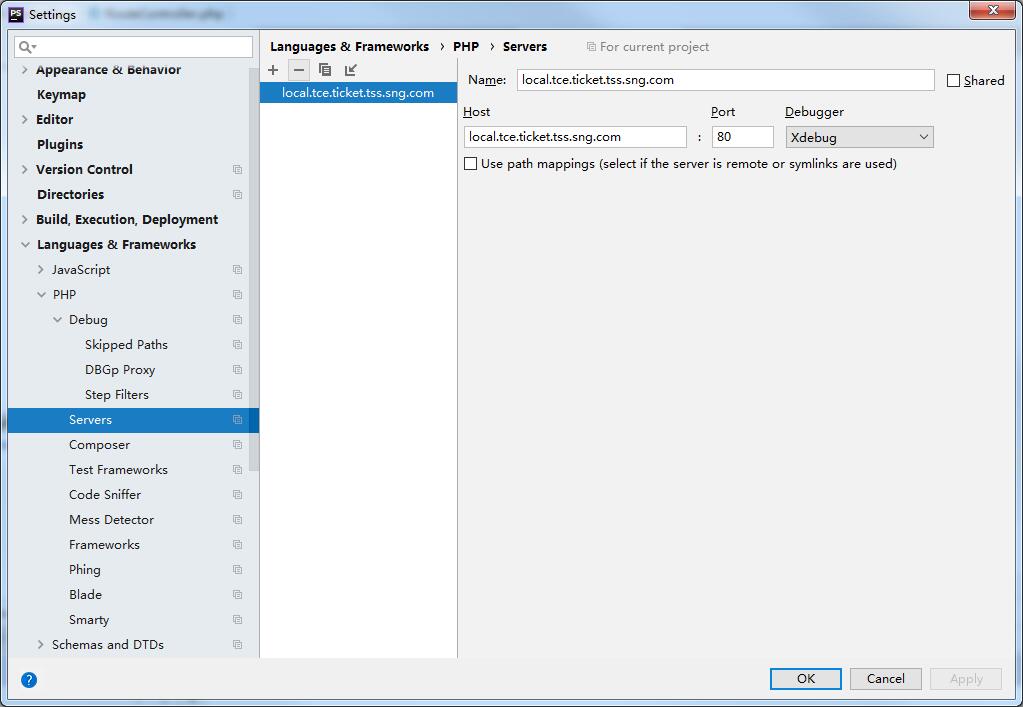 PS Settings
Languages & Frameworks › PHP › Servers For current project
Appearance & Behavior
Keymap
Editor
Plugins
Version Control
Directories
Build, Execution, Deployment
Languages & Frameworks
JavaScript
PHP
Debug
Skipped Paths
DBGp Proxy
Step Filters
Servers
Composer
Test Frameworks
Code Sniffer
Mess Detector
Frameworks
Phing
Blade
Smarty
Schemas and DTDs
local.tce.ticket.tss.sng.com
Name: local.tce.ticket.tss.sng.com Shared
Host Port Debugger
local.tce.ticket.tss.sng.com : 80 Xdebug
Use path mappings (select if the server is remote or symlinks are used)
? OK Cancel Apply